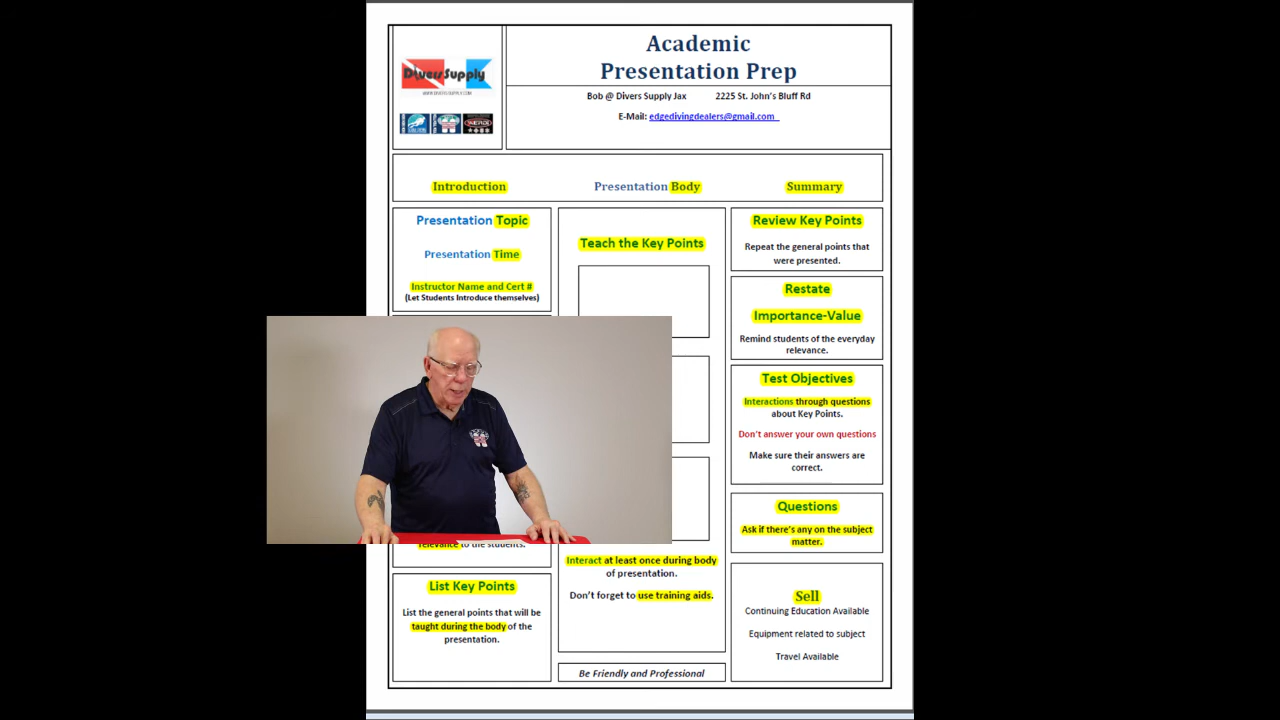 Academic
Presentation Prep
Divers Supply
WWW.DIVERSSUPPLY.COM
Bob @ Divers Supply Jax 2225 St. John's Bluff Rd
E-Mail: edgedivingdealers@gmail.com
Introduction
Presentation Body
Summary
Presentation Topic
Presentation Time
Instructor Name and Cert #
(Let Students Introduce themselves)
relevance to the students.
List Key Points
List the general points that will be
taught during the body of the
presentation.
Teach the Key Points
Interact at least once during body
of presentation.
Don't forget to use training aids.
Be Friendly and Professional
Review Key Points
Repeat the general points that
were presented.
Restate
Importance-Value
Remind students of the everyday
relevance.
Test Objectives
Interactions through questions
about Key Points.
Don't answer your own questions
Make sure their answers are
correct.
Questions
Ask if there's any on the subject
matter.
Sell
Continuing Education Available
Equipment related to subject
Travel Available